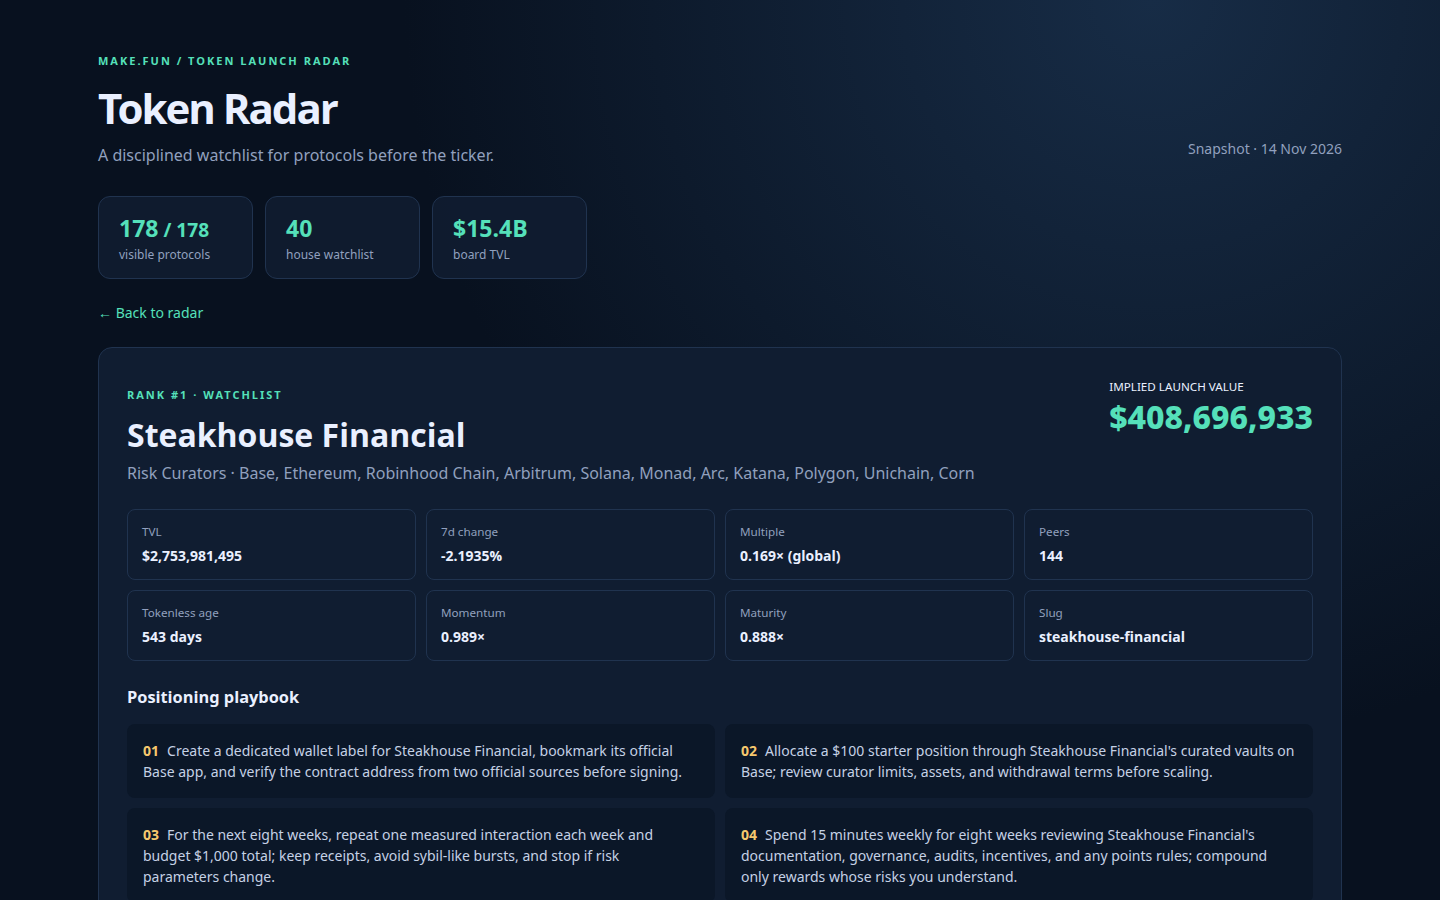 MAKE.FUN / TOKEN LAUNCH RADAR
Token Radar
A disciplined watchlist for protocols before the ticker.
Snapshot · 14 Nov 2026
178 / 178
visible protocols
40
house watchlist
$15.4B
board TVL
← Back to radar
RANK #1 · WATCHLIST
Steakhouse Financial
Risk Curators · Base, Ethereum, Robinhood Chain, Arbitrum, Solana, Monad, Arc, Katana, Polygon, Unichain, Corn
IMPLIED LAUNCH VALUE
$408,696,933
TVL
$2,753,981,495
7d change
-2.1935%
Multiple
0.169× (global)
Peers
144
Tokenless age
543 days
Momentum
0.989×
Maturity
0.888×
Slug
steakhouse-financial
Positioning playbook
01 Create a dedicated wallet label for Steakhouse Financial, bookmark its official
Base app, and verify the contract address from two official sources before signing.
02 Allocate a $100 starter position through Steakhouse Financial's curated vaults on
Base; review curator limits, assets, and withdrawal terms before scaling.
03 For the next eight weeks, repeat one measured interaction each week and
budget $1,000 total; keep receipts, avoid sybil-like bursts, and stop if risk
parameters change.
04 Spend 15 minutes weekly for eight weeks reviewing Steakhouse Financial's
documentation, governance, audits, incentives, and any points rules; compound
only rewards whose risks you understand.